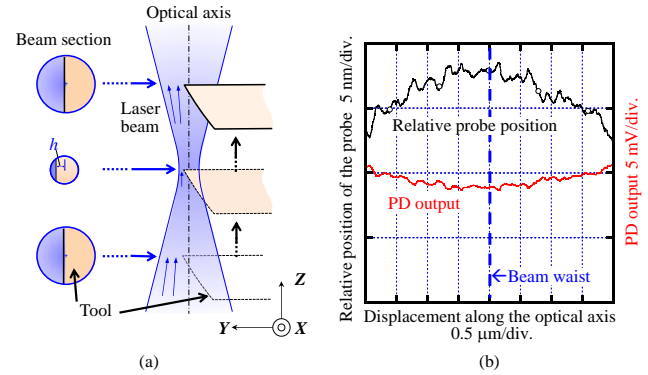 Optical axis
Beam section
Laser
beam
h
Tool
Z
Y
X
(a)
Relative position of the probe 5 nm/div.
Relative probe position
PD output
←Beam waist
PD output 5 mV/div.
Displacement along the optical axis
0.5 μm/div.
(b)